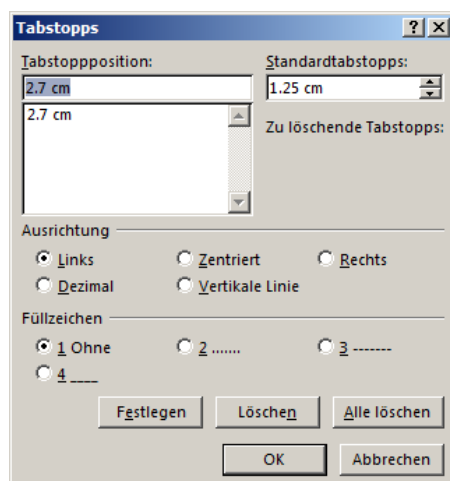 Tabstopps
Tabstoppposition: Standardtabstopps:
2.7 cm 1.25 cm
2.7 cm
Zu löschende Tabstopps:
Ausrichtung
Links Zentriert Rechts
Dezimal Vertikale Linie
Füllzeichen
1 Ohne 2 ....... 3 -------
4 ____
Festlegen Löschen Alle löschen
OK Abbrechen